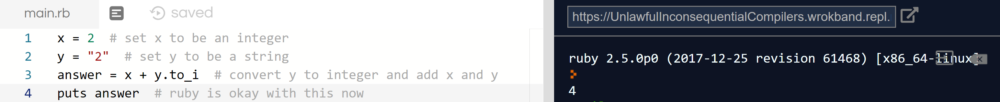 main.rb
saved
1 x = 2  # set x to be an integer
2 y = "2"  # set y to be a string
3 answer = x + y.to_i  # convert y to integer and add x and y
4 puts answer  # ruby is okay with this now
https://UnlawfulInconsequentialCompilers.wrokband.repl.
ruby 2.5.0p0 (2017-12-25 revision 61468) [x86_64-linux]
4